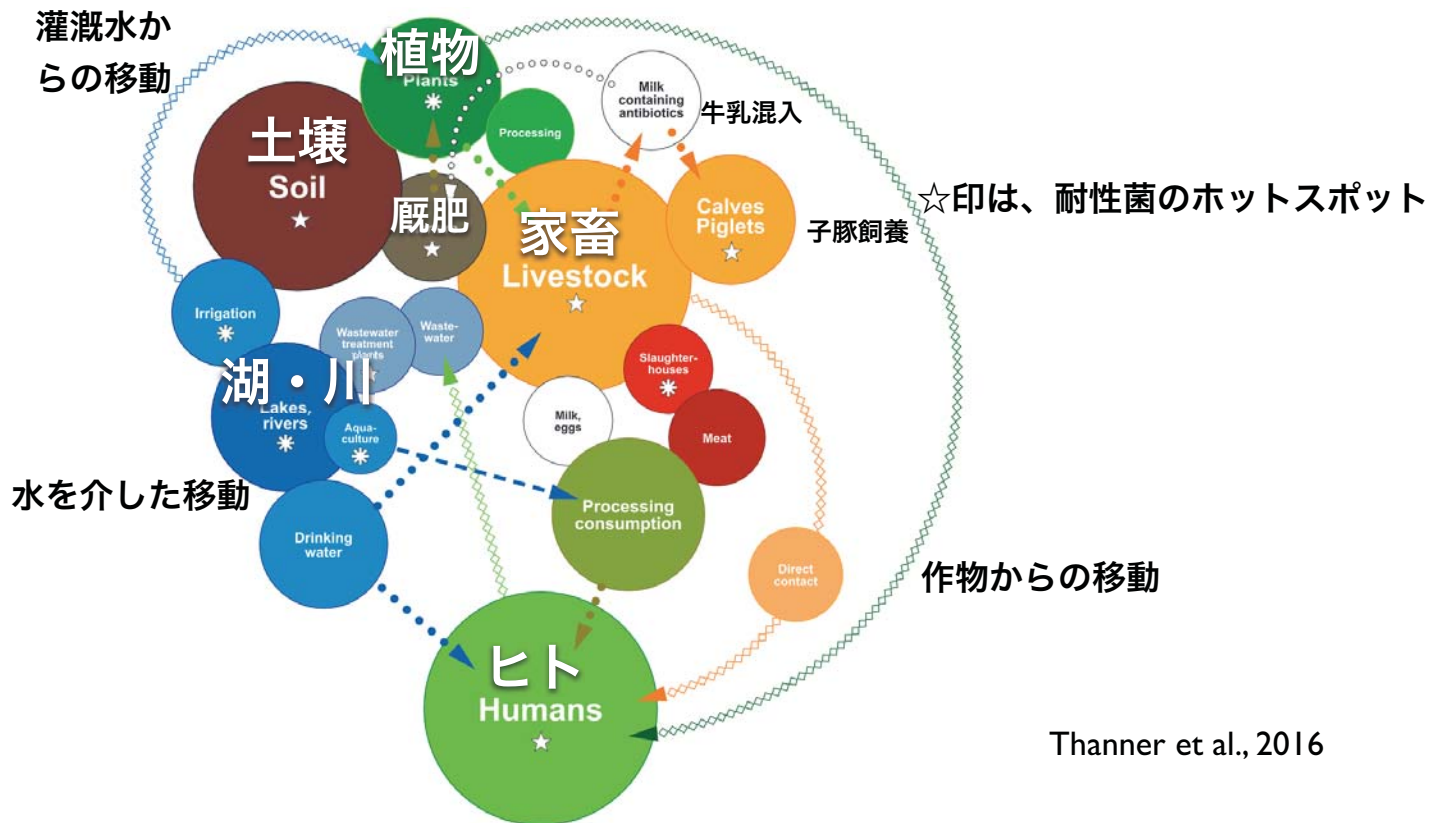 灌漑水か
らの移動
植物
Plants
Milk
containing
antibiotics
牛乳混入
Processing
土壌
Soil
厩肥
家畜
Livestock
Calves
Piglets
子豚飼養
☆印は、耐性菌のホットスポット
Irrigation
Wastewater
treatment
plants
Waste-
water
湖・川
Lakes,
rivers
Aqua-
culture
Slaughter-
houses
Milk,
eggs
Meat
水を介した移動
Processing
consumption
Drinking
water
Direct
contact
作物からの移動
ヒト
Humans
Thanner et al., 2016